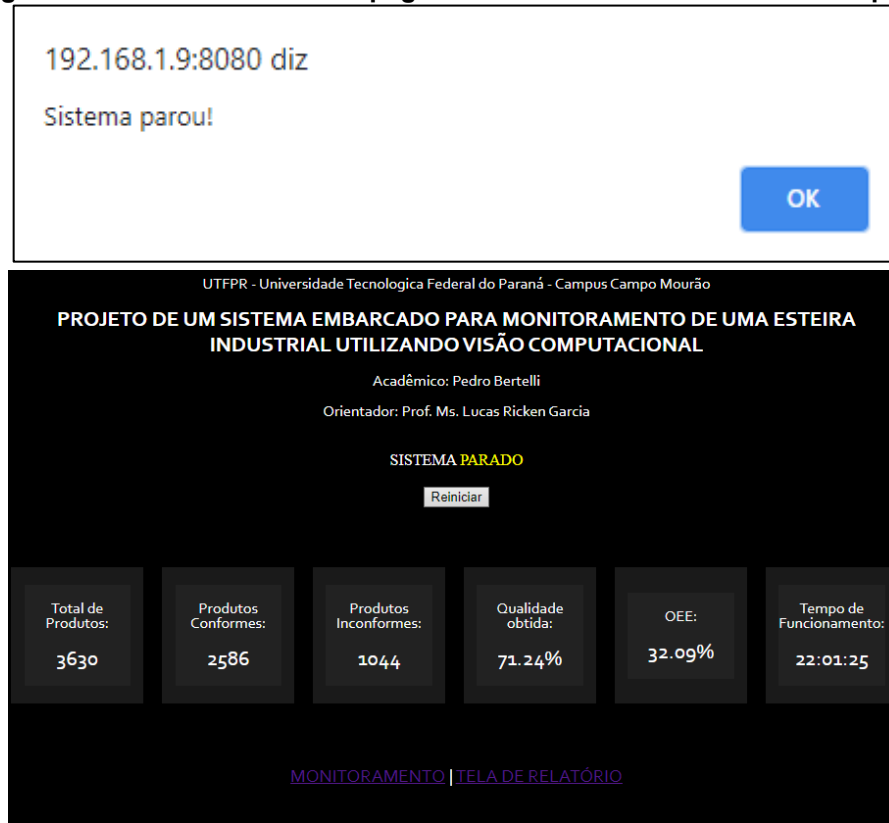 192.168.1.9:8080 diz
Sistema parou!
OK
UTFPR - Universidade Tecnologica Federal do Paraná - Campus Campo Mourão
PROJETO DE UM SISTEMA EMBARCADO PARA MONITORAMENTO DE UMA ESTEIRA
INDUSTRIAL UTILIZANDO VISÃO COMPUTACIONAL
Acadêmico: Pedro Bertelli
Orientador: Prof. Ms. Lucas Ricken Garcia
SISTEMA PARADO
Reiniciar
Total de
Produtos:
3630
Produtos
Conformes:
2586
Produtos
Inconformes:
1044
Qualidade
obtida:
71.24%
OEE:
32.09%
Tempo de
Funcionamento:
22:01:25
MONITORAMENTO | TELA DE RELATÓRIO